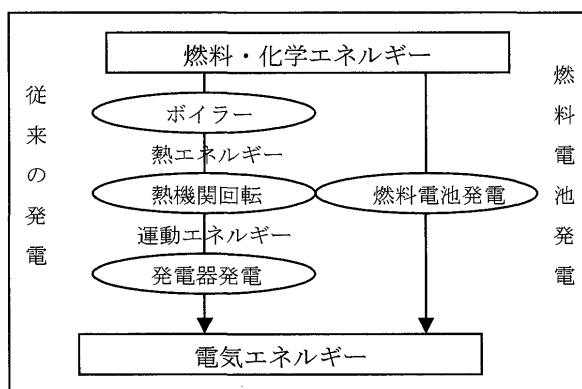 燃料・化学エネルギー
従来の発電
燃料電池発電
ボイラー
熱エネルギー
熱機関回転
燃料電池発電
運動エネルギー
発電器発電
電気エネルギー